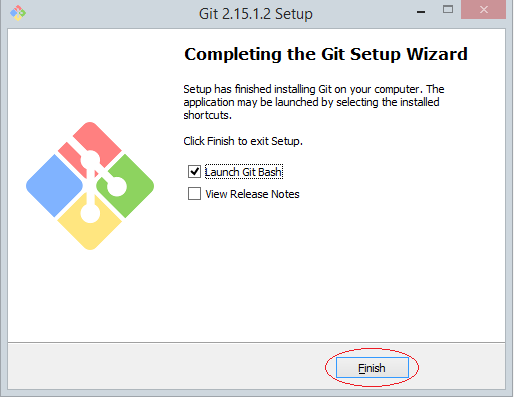 Git 2.15.1.2 Setup
Completing the Git Setup Wizard
Setup has finished installing Git on your computer. The
application may be launched by selecting the installed
shortcuts.
Click Finish to exit Setup.
Launch Git Bash
View Release Notes
Finish